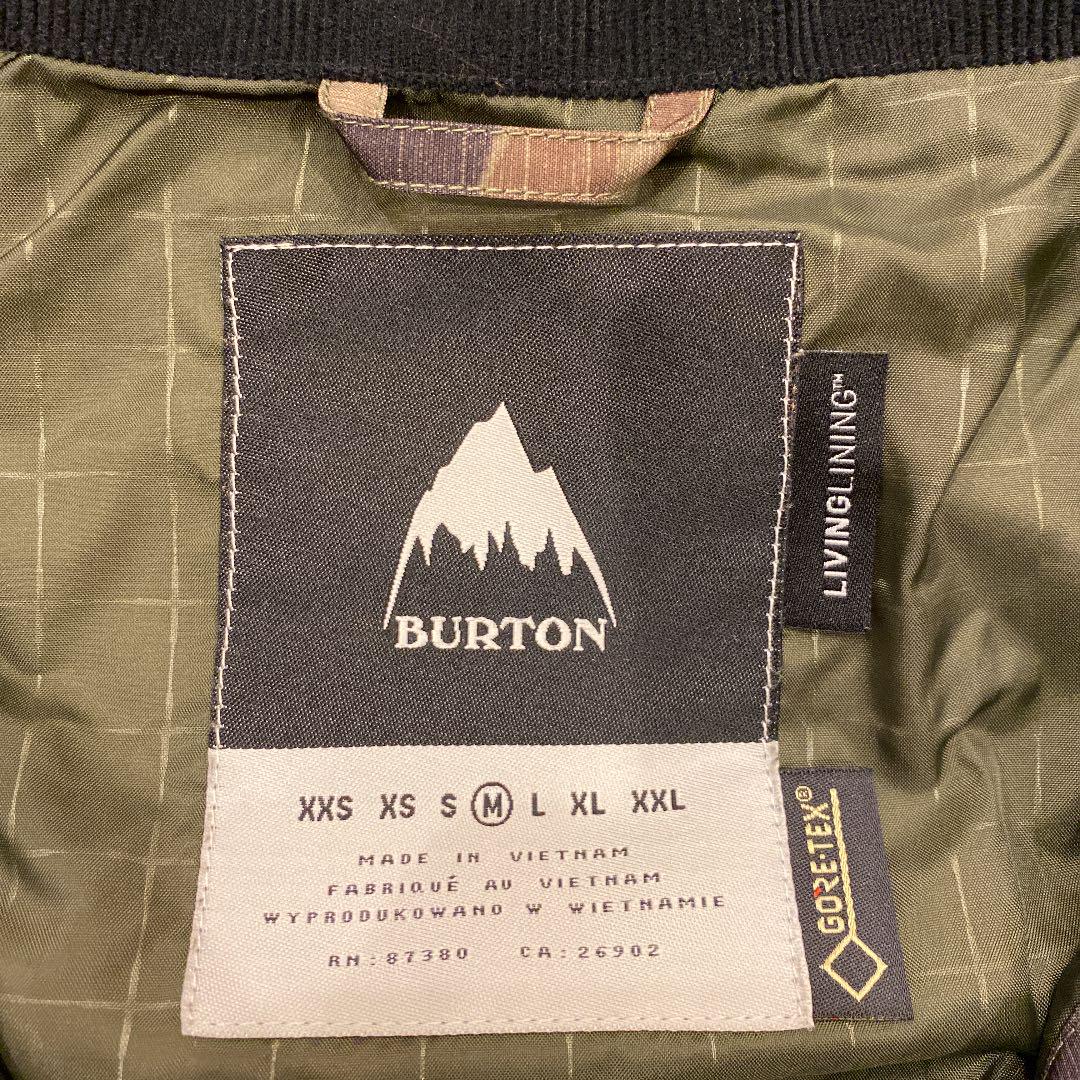 BURTON
LIVINGLINING™
XXS XS S M L XL XXL
MADE IN VIETNAM
FABRIQUÉ AU VIETNAM
WYPRODUKOWANO W WIETNAMIE
RN: 87380 CA: 26902
GORE-TEX®